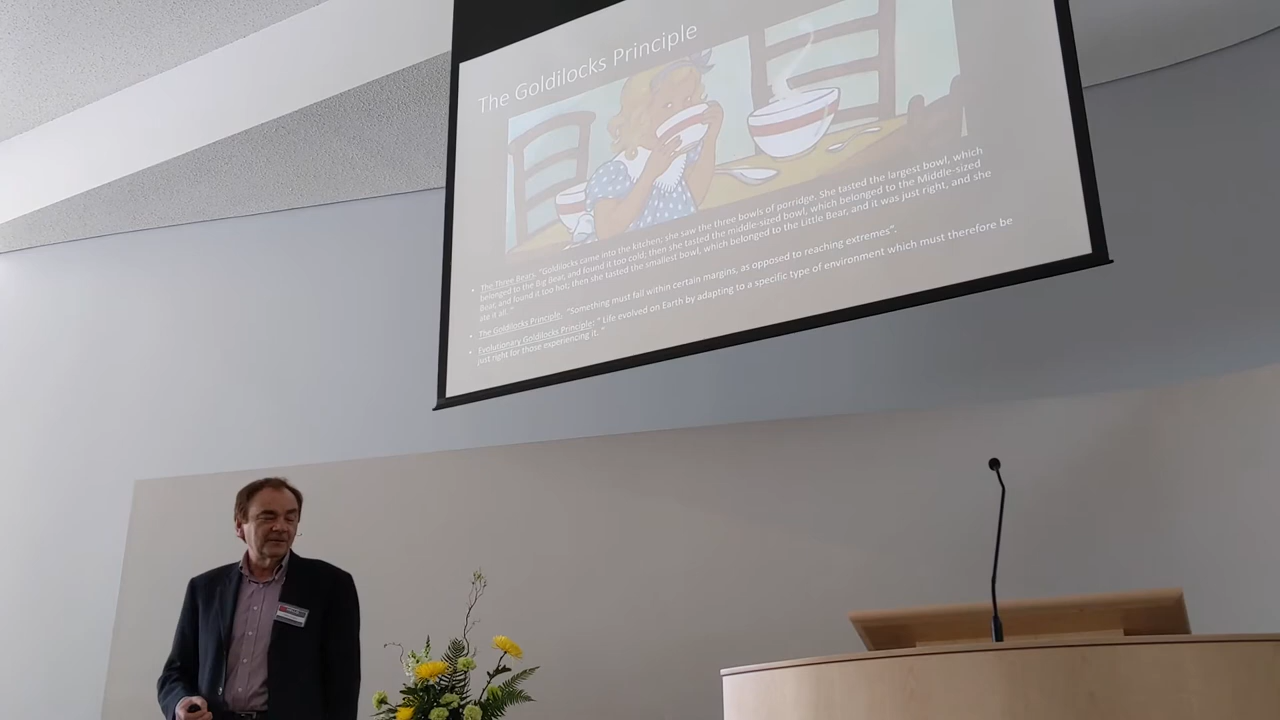 The Goldilocks Principle
• The Three Bears- "Goldilocks came into the kitchen; she saw the three bowls of porridge. She tasted the largest bowl, which
belonged to the Big Bear, and found it too cold; then she tasted the middle-sized bowl, which belonged to the Middle-sized
Bear, and found it too hot; then she tasted the smallest bowl, which belonged to the Little Bear, and it was just right, and she
ate it all. "
• The Goldilocks Principle. "Something must fall within certain margins, as opposed to reaching extremes".
• Evolutionary Goldilocks Principle: " Life evolved on Earth by adapting to a specific type of environment which must therefore be
just right for those experiencing it. "